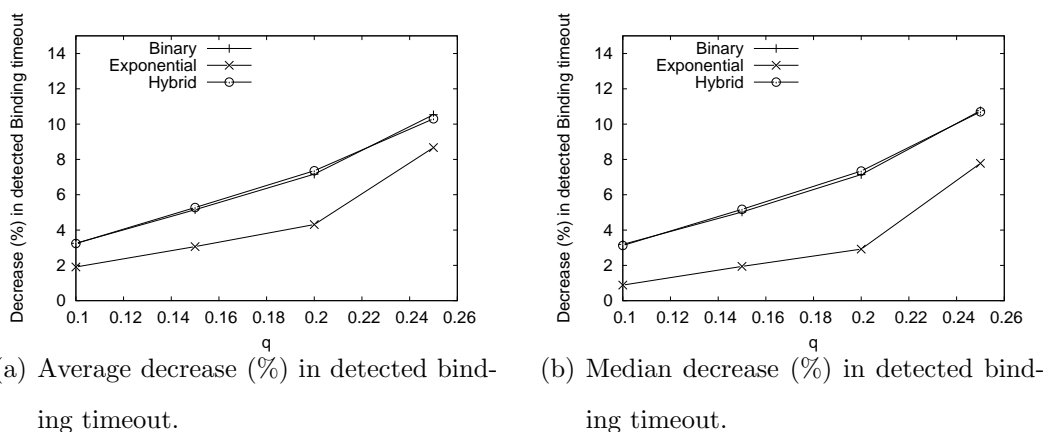 Decrease (%) in detected Binding timeout
14
12
10
8
6
4
2
0
Binary
Exponential
Hybrid
0.1 0.12 0.14 0.16 0.18 0.2 0.22 0.24 0.26
q
a) Average decrease (%) in detected bind-
ing timeout.
Decrease (%) in detected Binding timeout
14
12
10
8
6
4
2
0
Binary
Exponential
Hybrid
0.1 0.12 0.14 0.16 0.18 0.2 0.22 0.24 0.26
q
(b) Median decrease (%) in detected bind-
ing timeout.